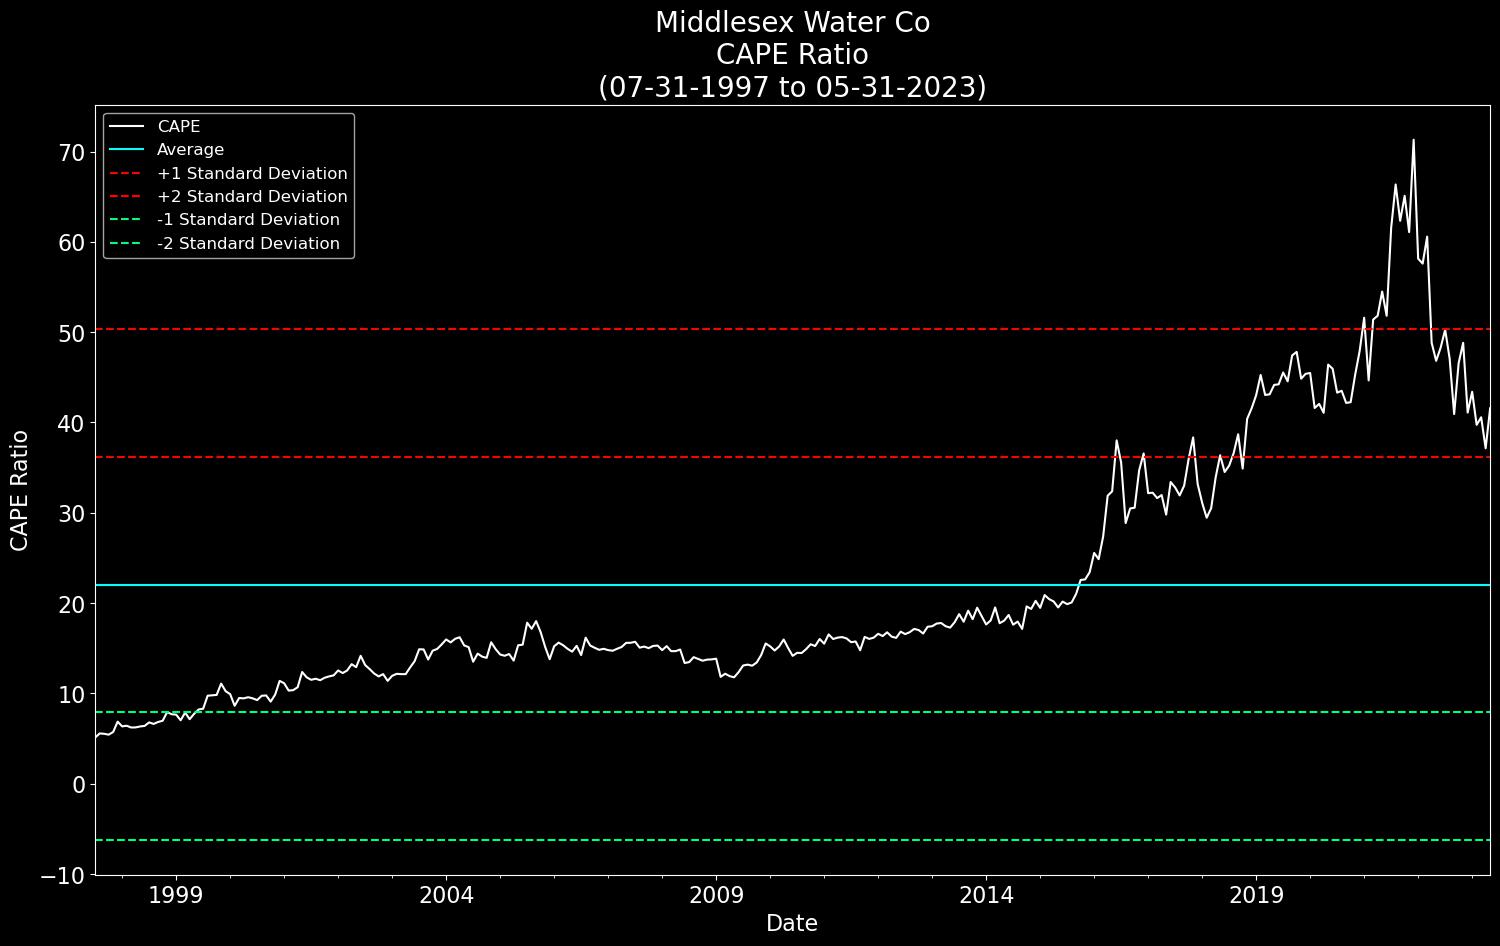 Middlesex Water Co
CAPE Ratio
(07-31-1997 to 05-31-2023)
CAPE
Average
+1 Standard Deviation
+2 Standard Deviation
-1 Standard Deviation
-2 Standard Deviation
CAPE Ratio
70
60
50
40
30
20
10
0
−10
1999
2004
2009
2014
2019
Date